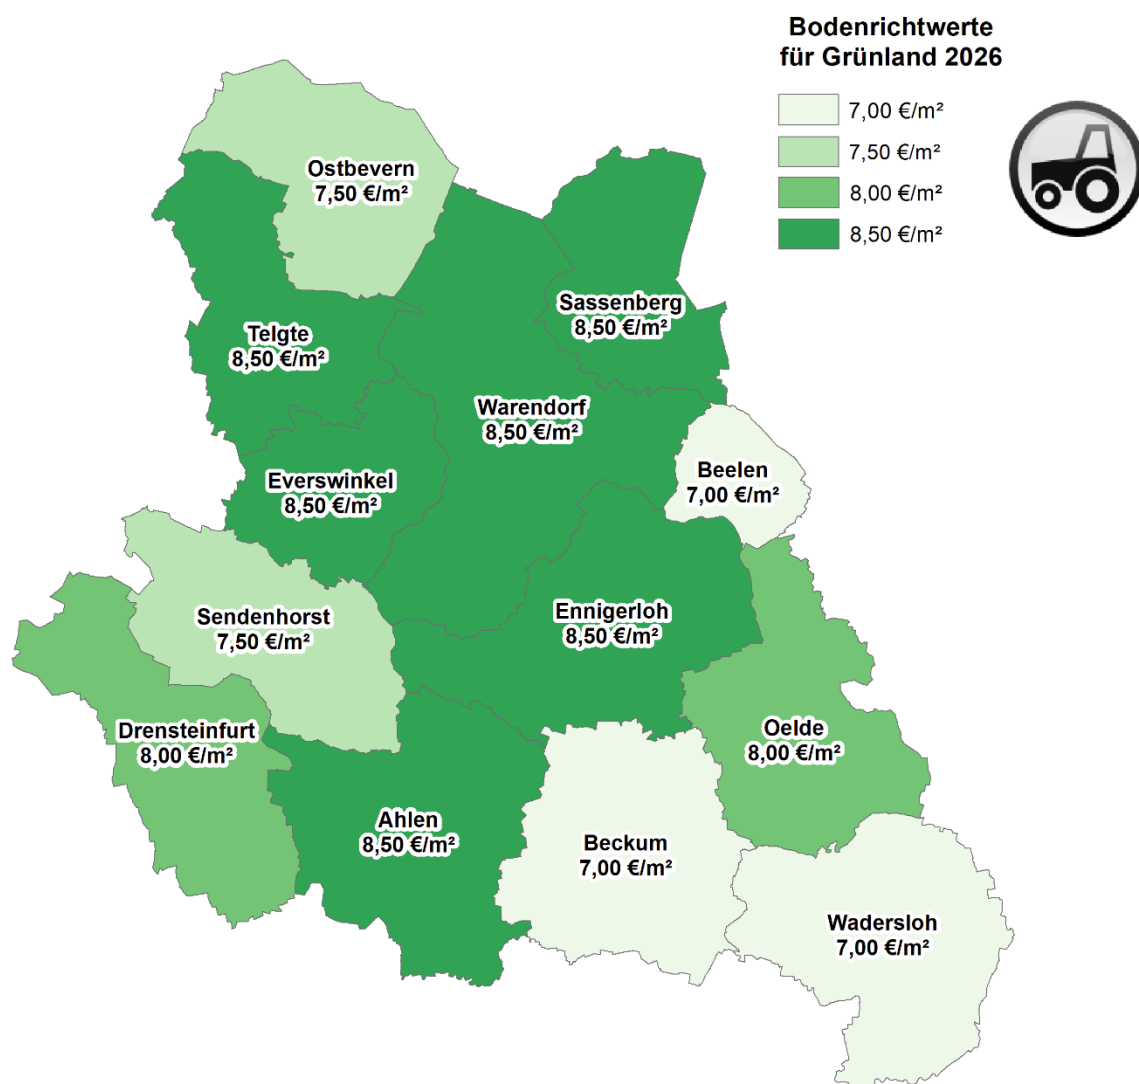 Bodenrichtwerte
für Grünland 2026
7,00 €/m²
7,50 €/m²
8,00 €/m²
8,50 €/m²
Ostbevern
7,50 €/m²
Sassenberg
8,50 €/m²
Telgte
8,50 €/m²
Warendorf
8,50 €/m²
Beelen
7,00 €/m²
Everswinkel
8,50 €/m²
Ennigerloh
8,50 €/m²
Sendenhorst
7,50 €/m²
Drensteinfurt
8,00 €/m²
Oelde
8,00 €/m²
Ahlen
8,50 €/m²
Beckum
7,00 €/m²
Wadersloh
7,00 €/m²